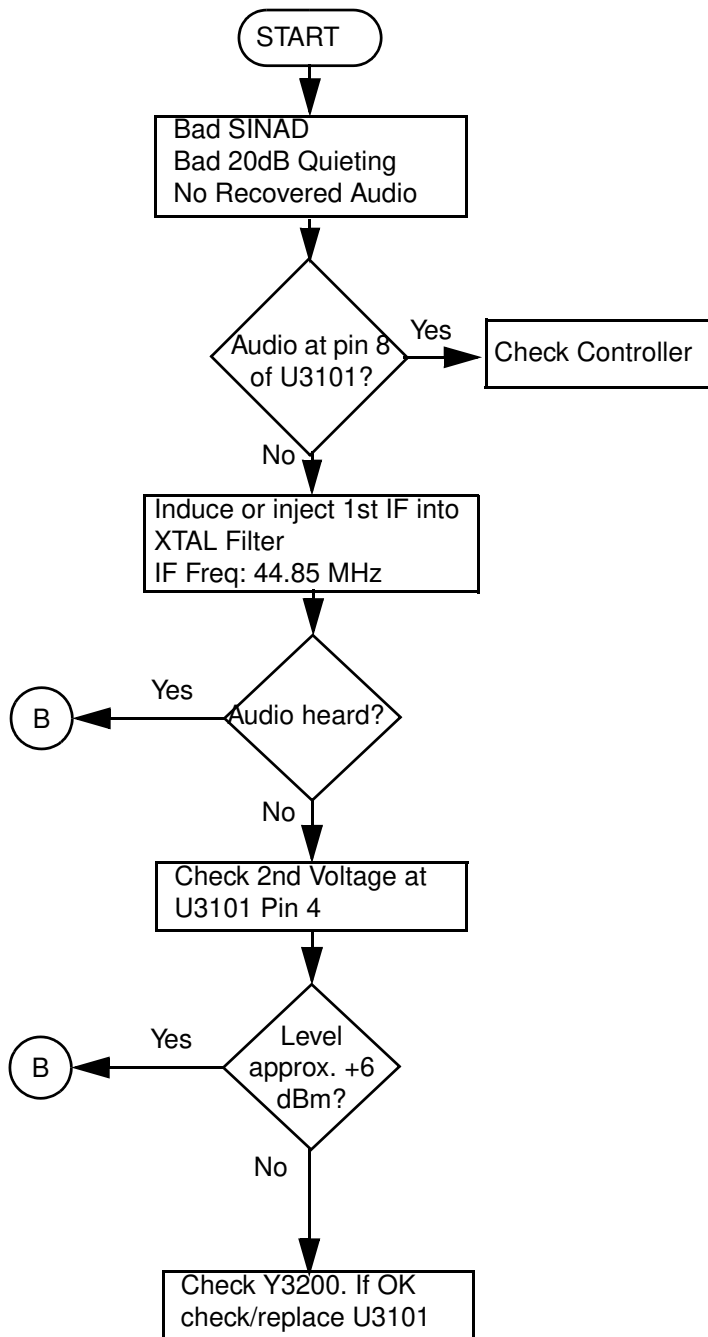 START
Bad SINAD
Bad 20dB Quieting
No Recovered Audio
Audio at pin 8
of U3101?
Yes
Check Controller
No
Induce or inject 1st IF into
XTAL Filter
IF Freq: 44.85 MHz
Audio heard?
Yes
B
No
Check 2nd Voltage at
U3101 Pin 4
Level
approx. +6
dBm?
Yes
B
No
Check Y3200. If OK
check/replace U3101